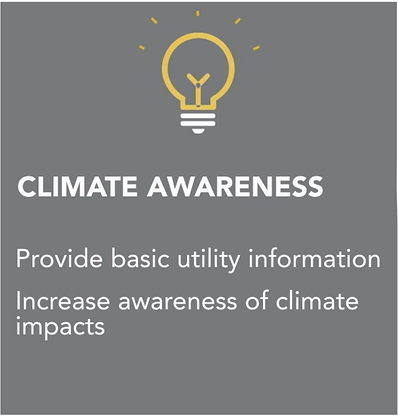 CLIMATE AWARENESS
Provide basic utility information
Increase awareness of climate
impacts